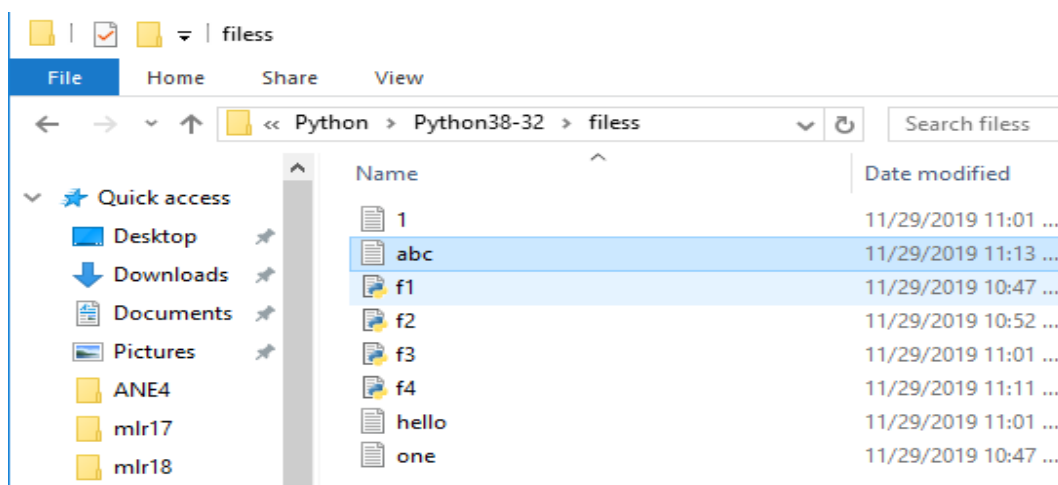 filess
File Home Share View
« Python > Python38-32 > filess Search filess
Name Date modified
Quick access
Desktop
Downloads
Documents
Pictures
ANE4
mlr17
mlr18
1 11/29/2019 11:01 ...
abc 11/29/2019 11:13 ...
f1 11/29/2019 10:47 ...
f2 11/29/2019 10:52 ...
f3 11/29/2019 11:01 ...
f4 11/29/2019 11:11 ...
hello 11/29/2019 11:01 ...
one 11/29/2019 10:47 ...